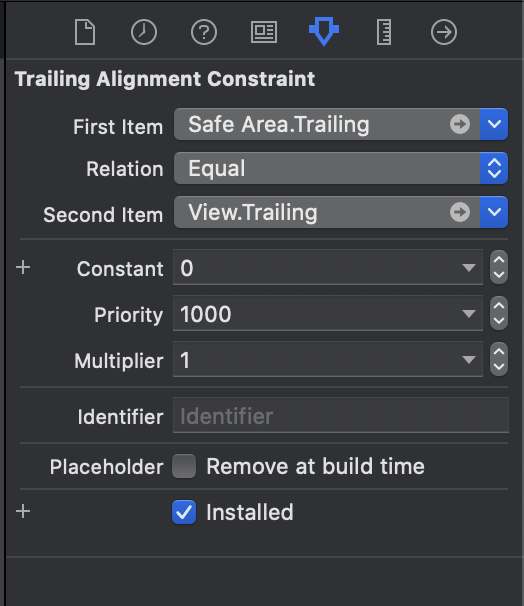 Trailing Alignment Constraint
First Item Safe Area.Trailing
Relation Equal
Second Item View.Trailing
+ Constant 0
Priority 1000
Multiplier 1
Identifier Identifier
Placeholder Remove at build time
+ Installed